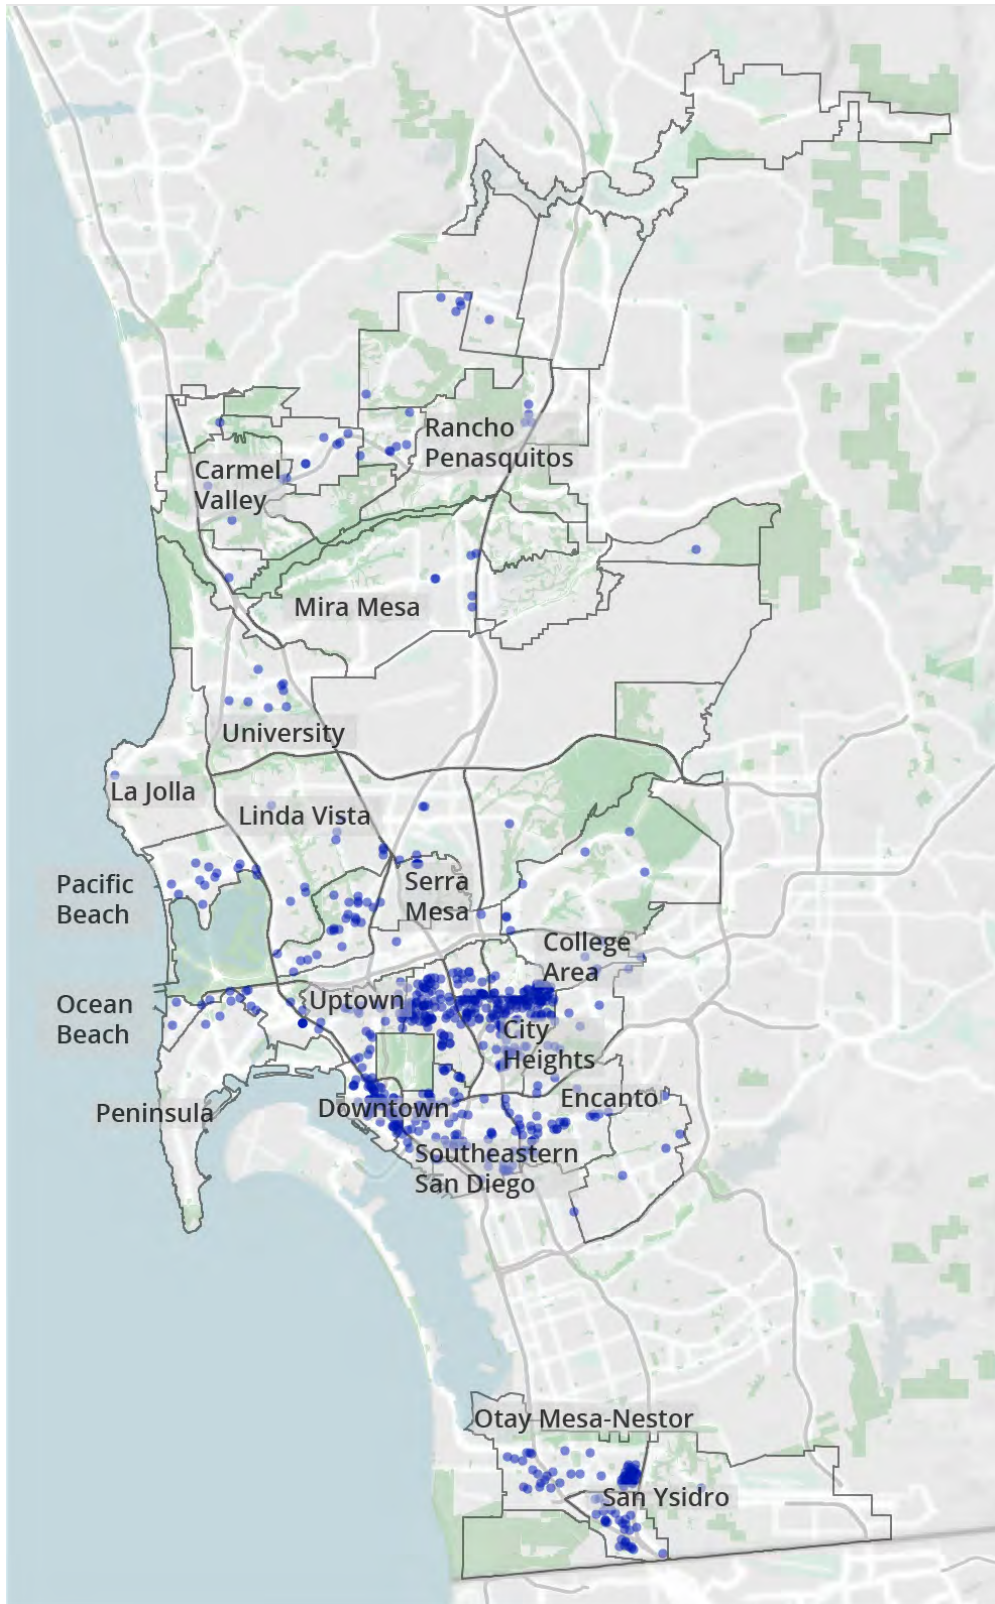 Rancho
Penasquitos
Carmel
Valley
Mira Mesa
University
La Jolla
Linda Vista
Pacific
Beach
Serra
Mesa
College
Area
Ocean
Beach
Uptown
City
Heights
Peninsula
Downtown
Encanto
Southeastern
San Diego
Otay Mesa-Nestor
San Ysidro